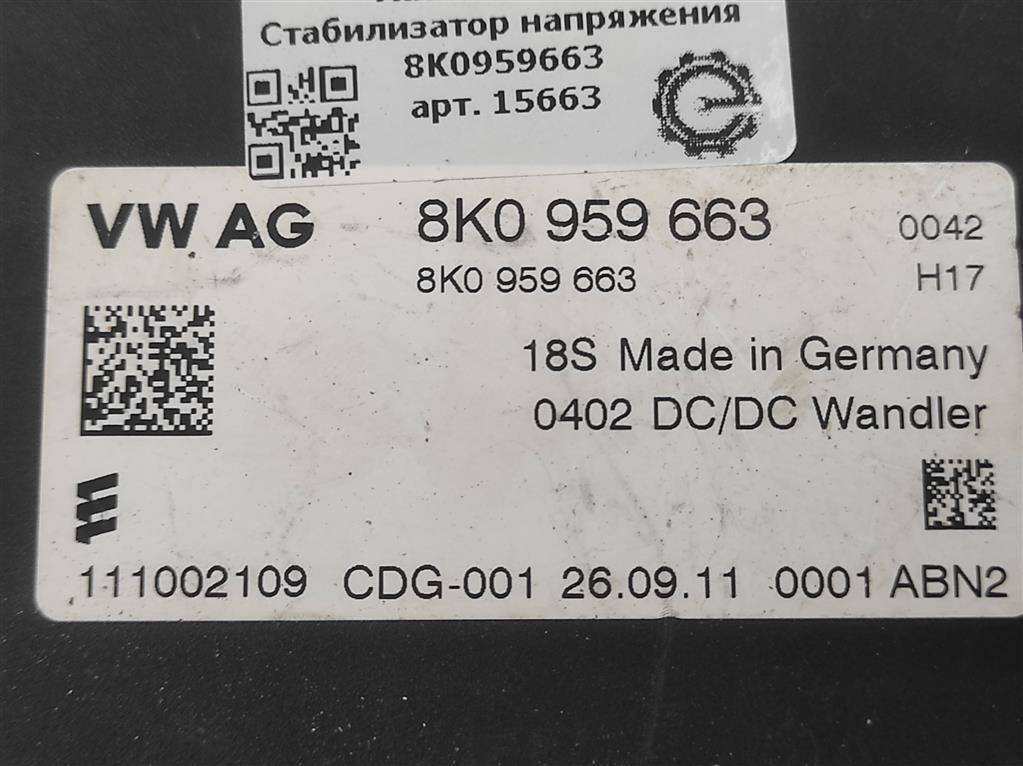 Стабилизатор напряжения
8K0959663
арт. 15663
VW AG 8K0 959 663 0042
8K0 959 663 H17
18S Made in Germany
0402 DC/DC Wandler
111002109 CDG-001 26.09.11 0001 ABN2